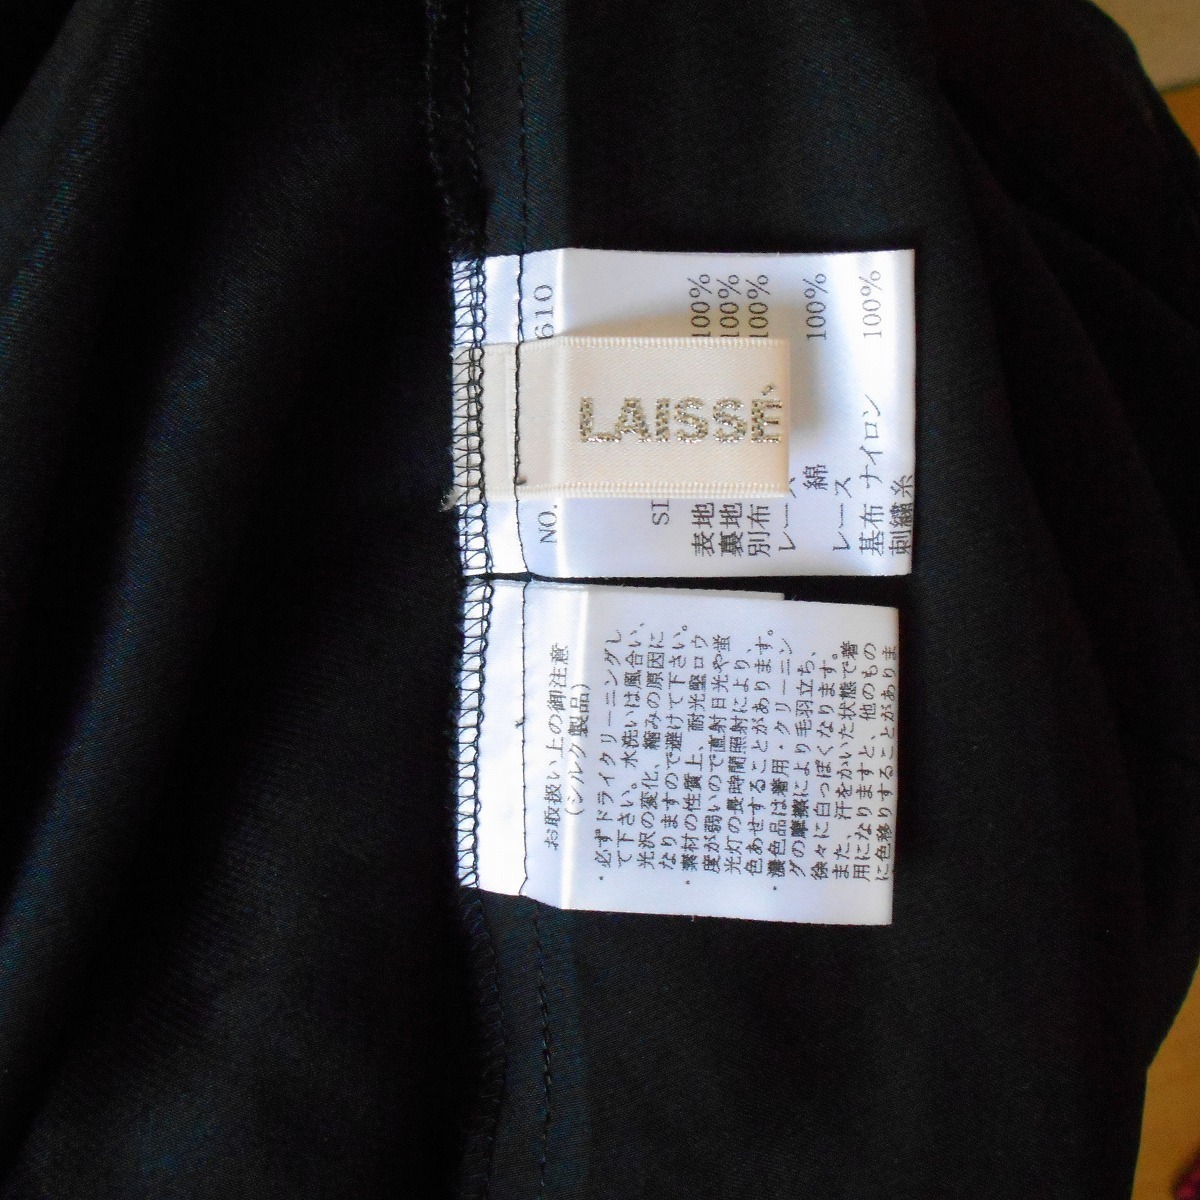 LAISSÉ
NO. 610
表地 100%
裏地 100%
別布 100%
レース
綿 100%
レース
基布 ナイロン 100%
刺繍糸
お取扱い上の御注意
(シルク製品)
・必ずドライクリーニングし
て下さい。水洗いは風合い、
光沢の変化、縮みの原因に
なりますので避けて下さい。
・素材の性質上、耐光堅ロウ
度が弱いので直射日光や蛍
光灯の長時間照射により、
色あせすることがあります。
・濃色品は着用・クリーニン
グの摩擦により毛羽立ち、
徐々に白っぽくなります。
また、汗をかいた状態で着
用になりますと、他のもの
に色移りすることがありま